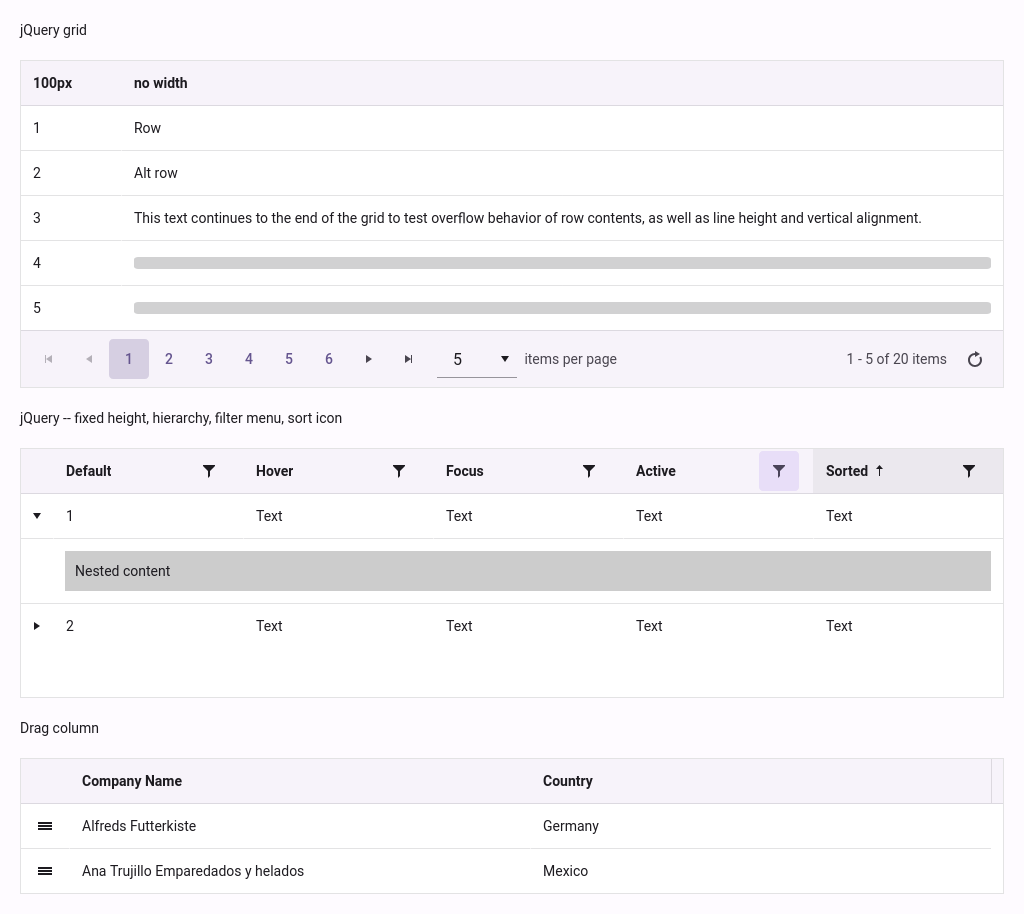 jQuery grid
100px no width
1 Row
2 Alt row
3 This text continues to the end of the grid to test overflow behavior of row contents, as well as line height and vertical alignment.
4
5
1 2 3 4 5 6 5 items per page 1 - 5 of 20 items
jQuery -- fixed height, hierarchy, filter menu, sort icon
Default Hover Focus Active Sorted
1 Text Text Text Text
Nested content
2 Text Text Text Text
Drag column
Company Name Country
Alfreds Futterkiste Germany
Ana Trujillo Emparedados y helados Mexico